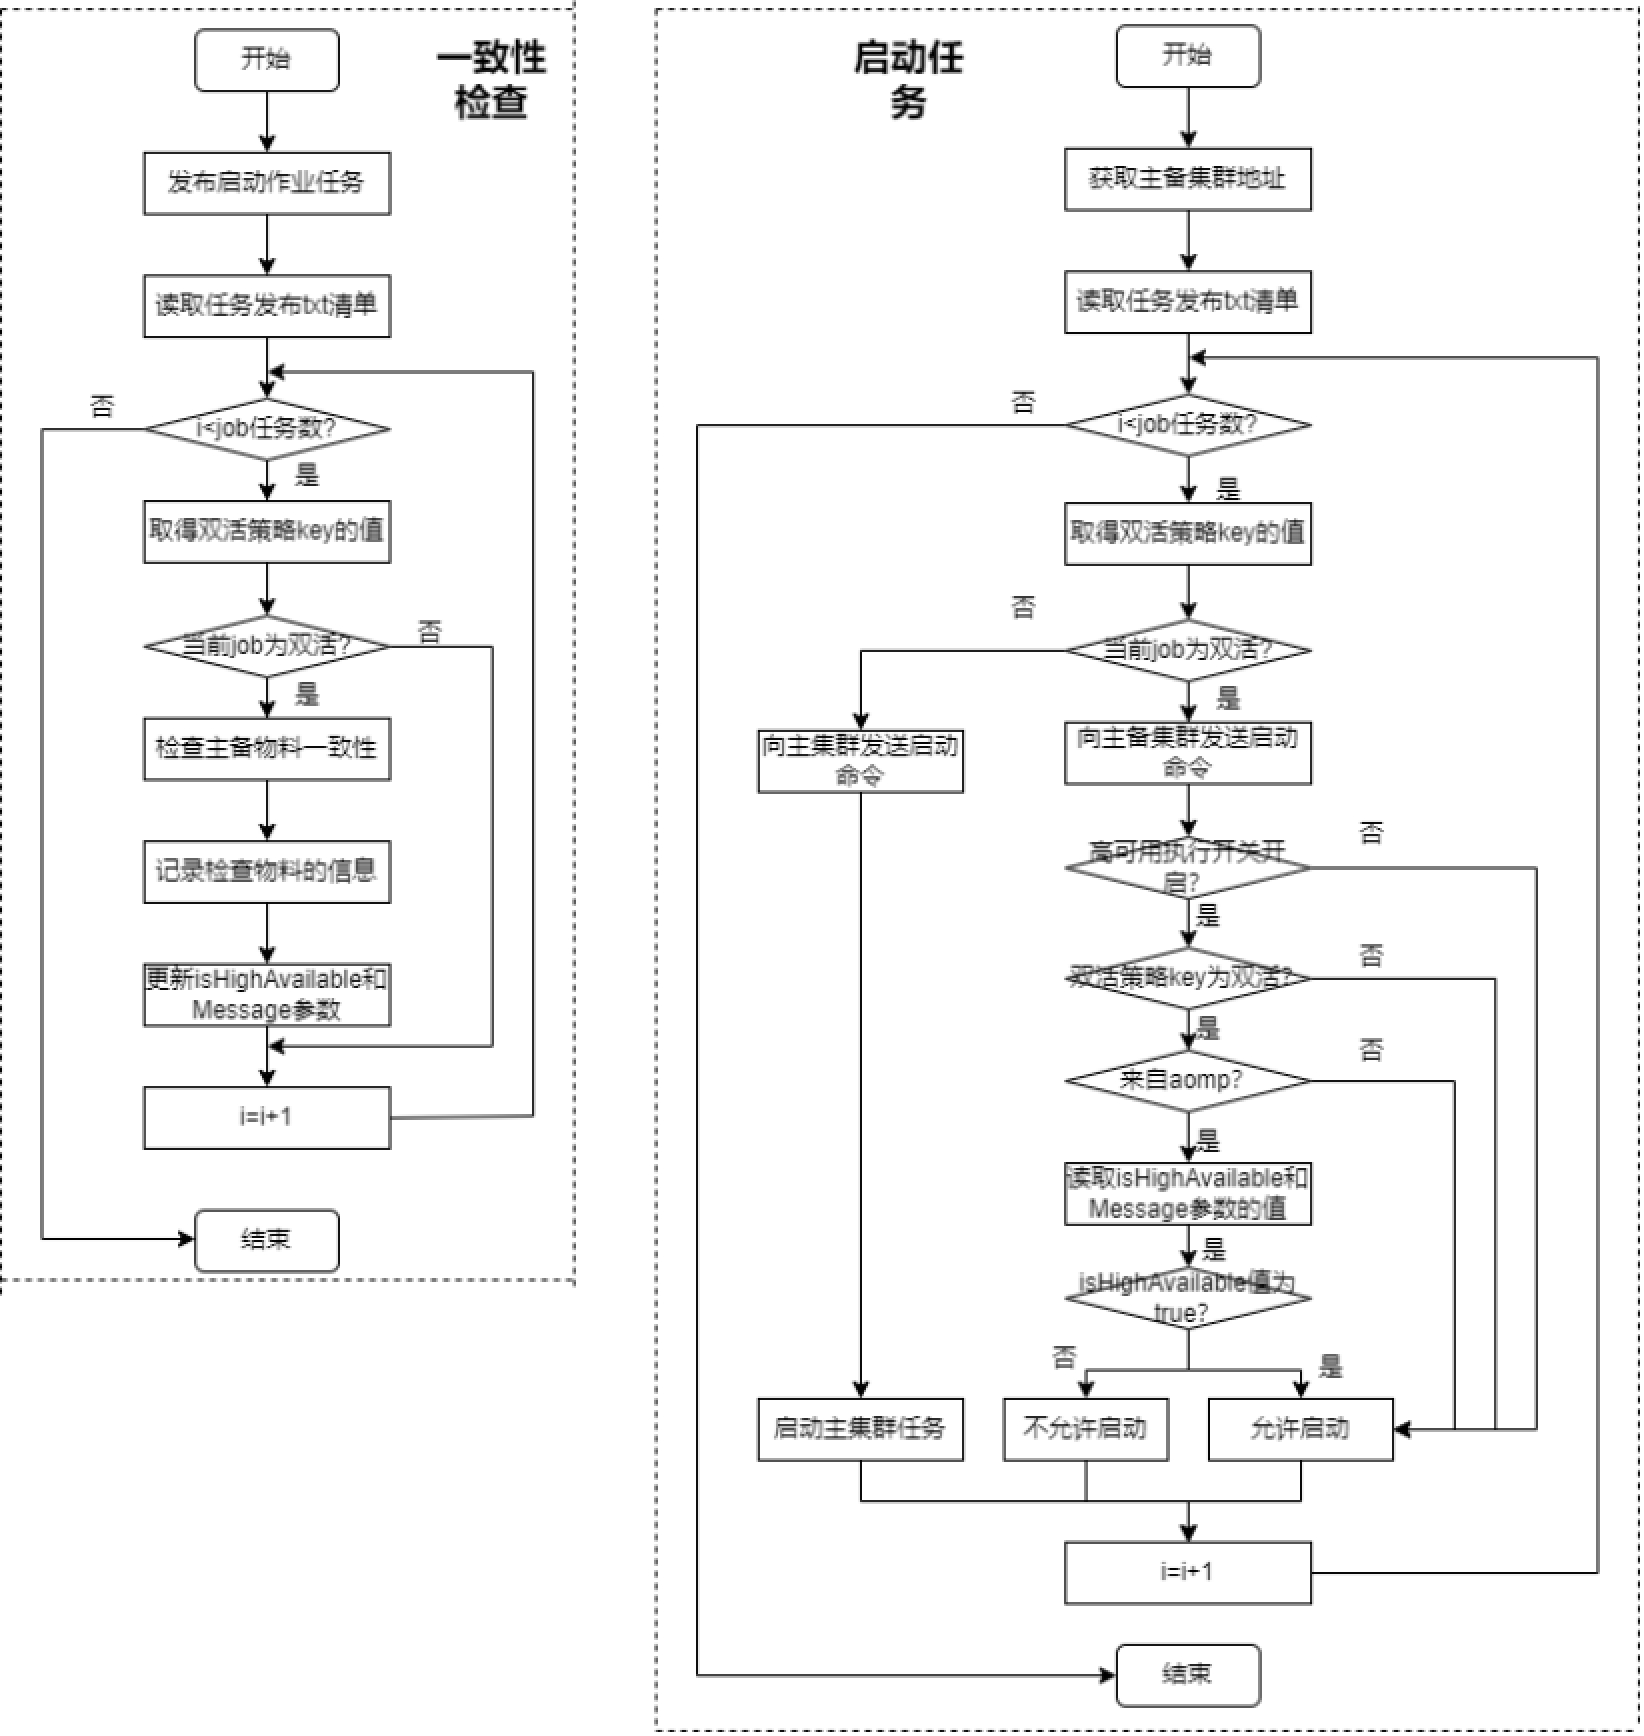 一致性
检查
开始
发布启动作业任务
读取任务发布txt清单
否
i<job任务数?
是
取得双活策略key的值
当前job为双活?
否
是
检查主备物料一致性
记录检查物料的信息
更新isHighAvailable和
Message参数
i=i+1
结束
启动任
务
开始
获取主备集群地址
读取任务发布txt清单
否
i<job任务数?
是
取得双活策略key的值
否
当前job为双活?
是
向主集群发送启动
命令
向主备集群发送启动
命令
高可用执行开关开
启?
否
是
双活策略key为双活?
否
是
来自aomp?
否
是
读取isHighAvailable和
Message参数的值
是
isHighAvailable值为
true?
否
是
启动主集群任务
不允许启动
允许启动
i=i+1
结束